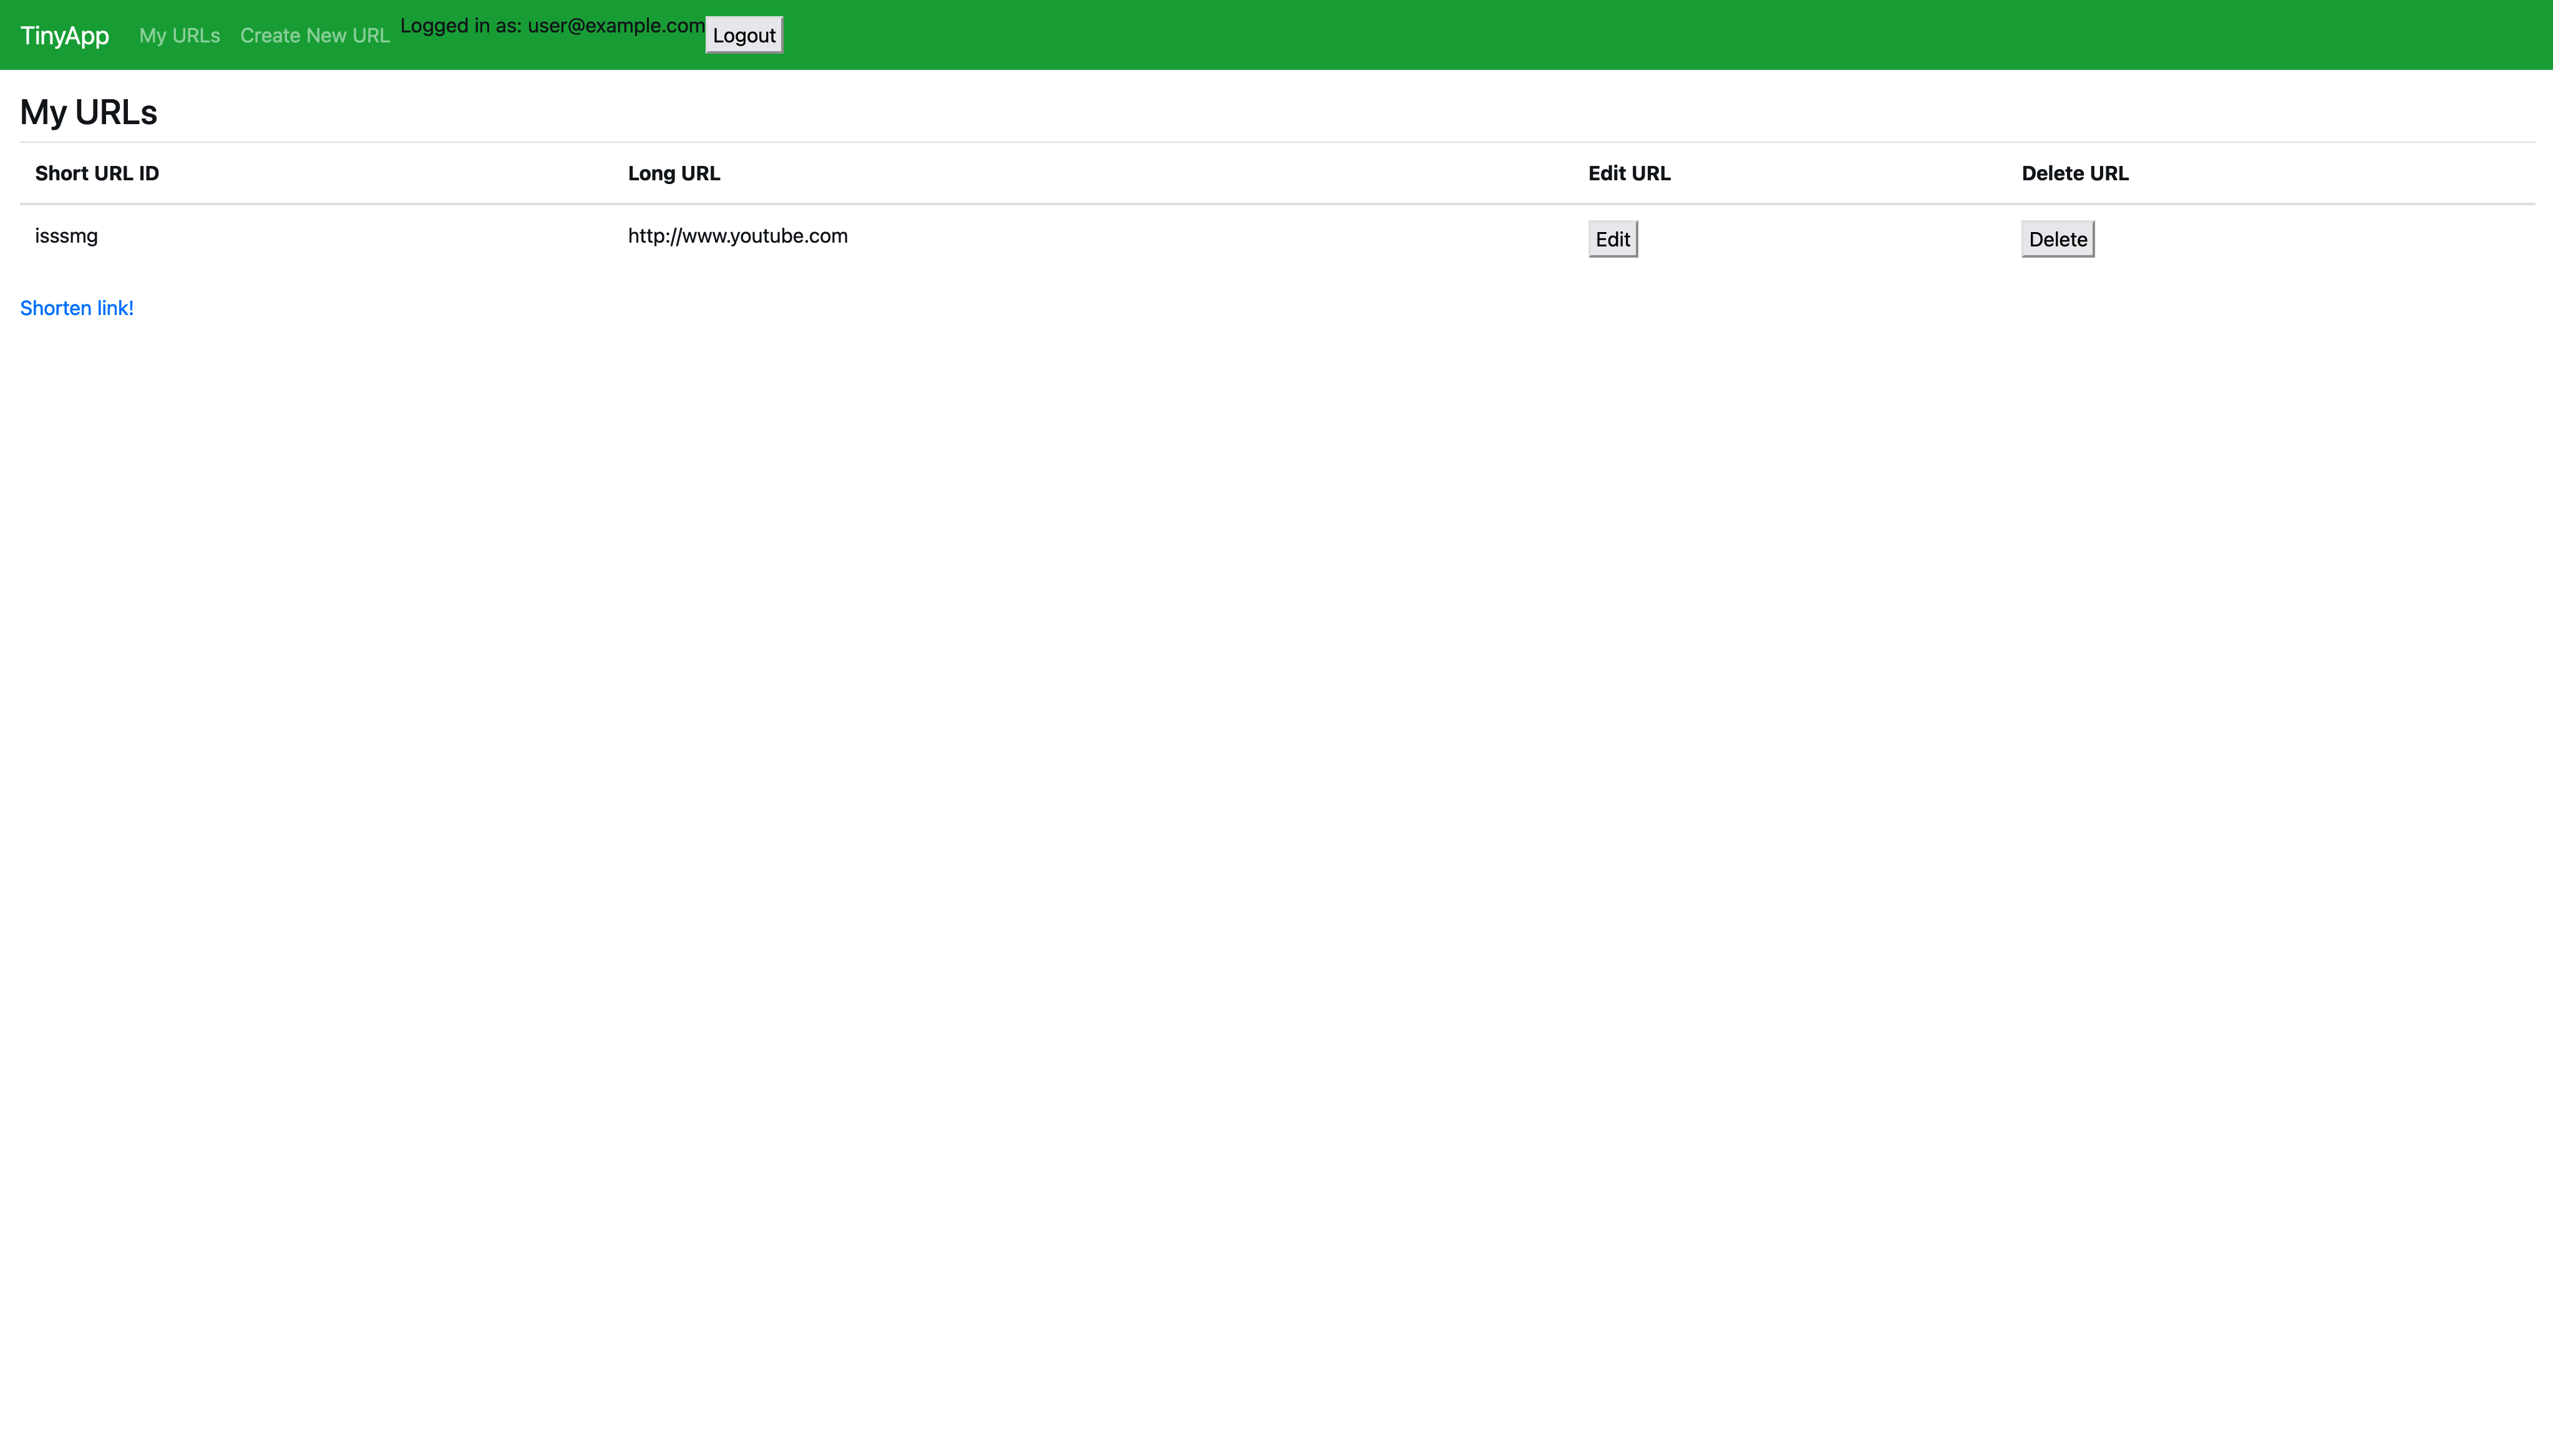 TinyApp My URLs Create New URL Logged in as: user@example.com Logout
My URLs
Short URL ID Long URL Edit URL Delete URL
isssmg http://www.youtube.com Edit Delete
Shorten link!